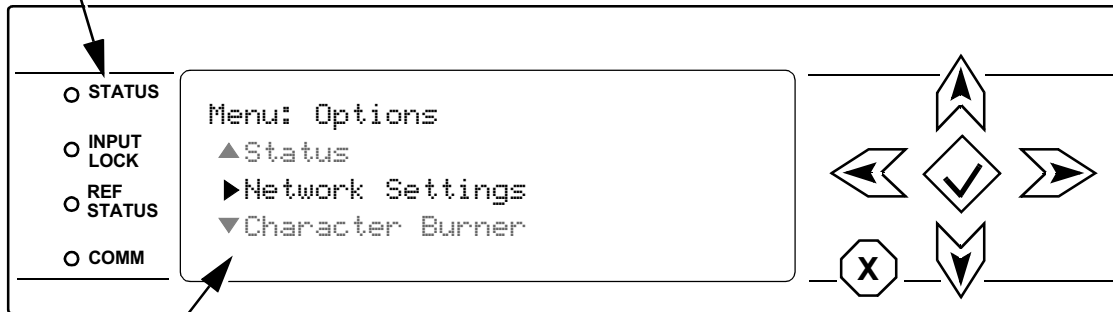 STATUS
INPUT
LOCK
REF
STATUS
COMM
Menu: Options
▲Status
▶Network Settings
▼Character Burner
X